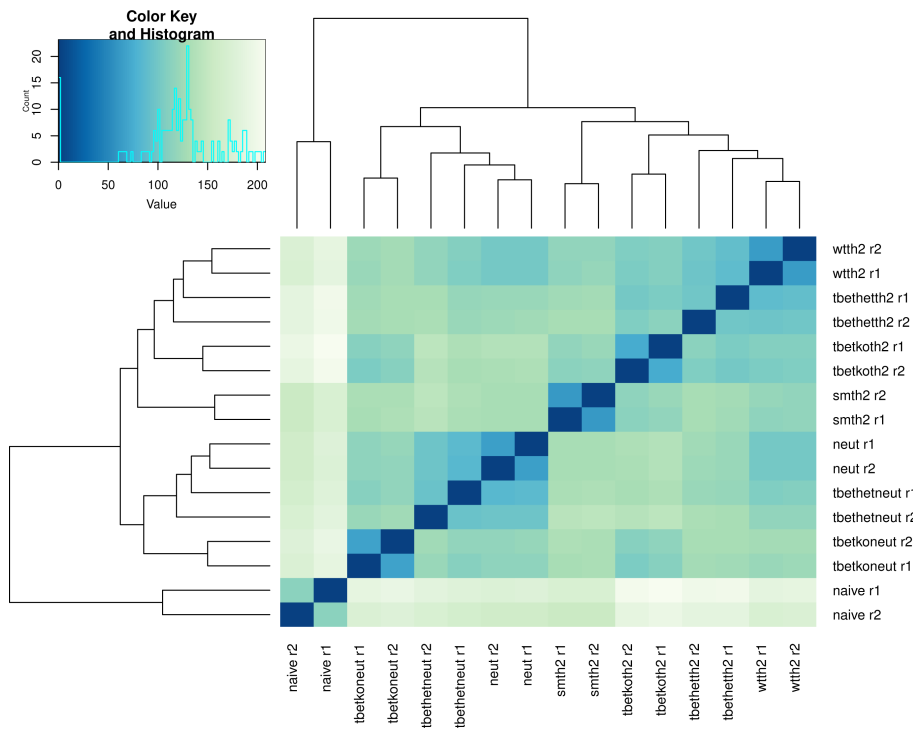 Color Key
and Histogram
Count
0 5 10 15 20
0 50 100 150 200
Value
wtth2 r2
wtth2 r1
tbethetth2 r1
tbethetth2 r2
tbetkoth2 r1
tbetkoth2 r2
smth2 r2
smth2 r1
neut r1
neut r2
tbethetneut r1
tbethetneut r2
tbetkoneut r2
tbetkoneut r1
naive r1
naive r2
naive r2
naive r1
tbetkoneut r1
tbetkoneut r2
tbethetneut r2
tbethetneut r1
neut r2
neut r1
smth2 r1
smth2 r2
tbetkoth2 r2
tbetkoth2 r1
tbethetth2 r2
tbethetth2 r1
wtth2 r1
wtth2 r2